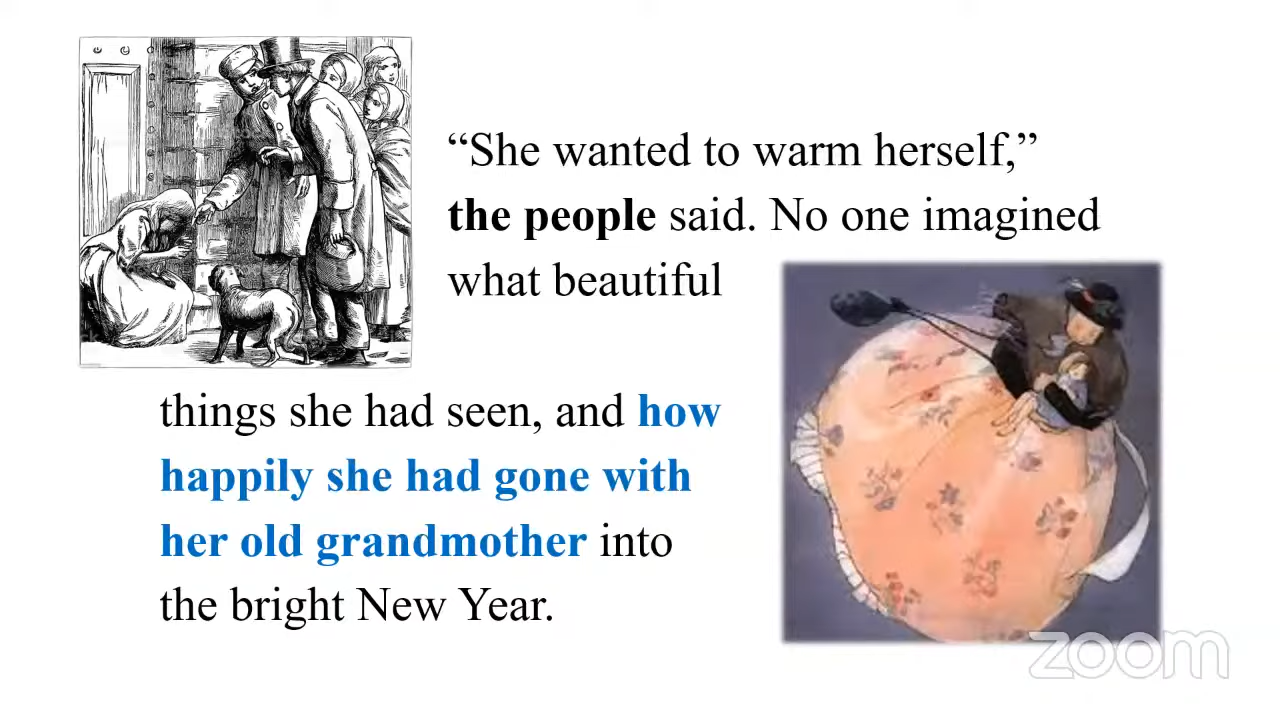 “She wanted to warm herself,”
the people said. No one imagined
what beautiful
things she had seen, and how
happily she had gone with
her old grandmother into
the bright New Year.
zoom